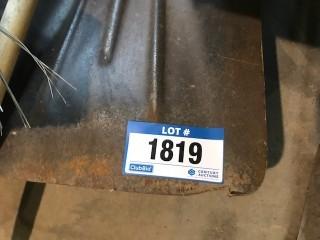 LOT #
1819
ClubBid
CENTURY
AUCTIONS